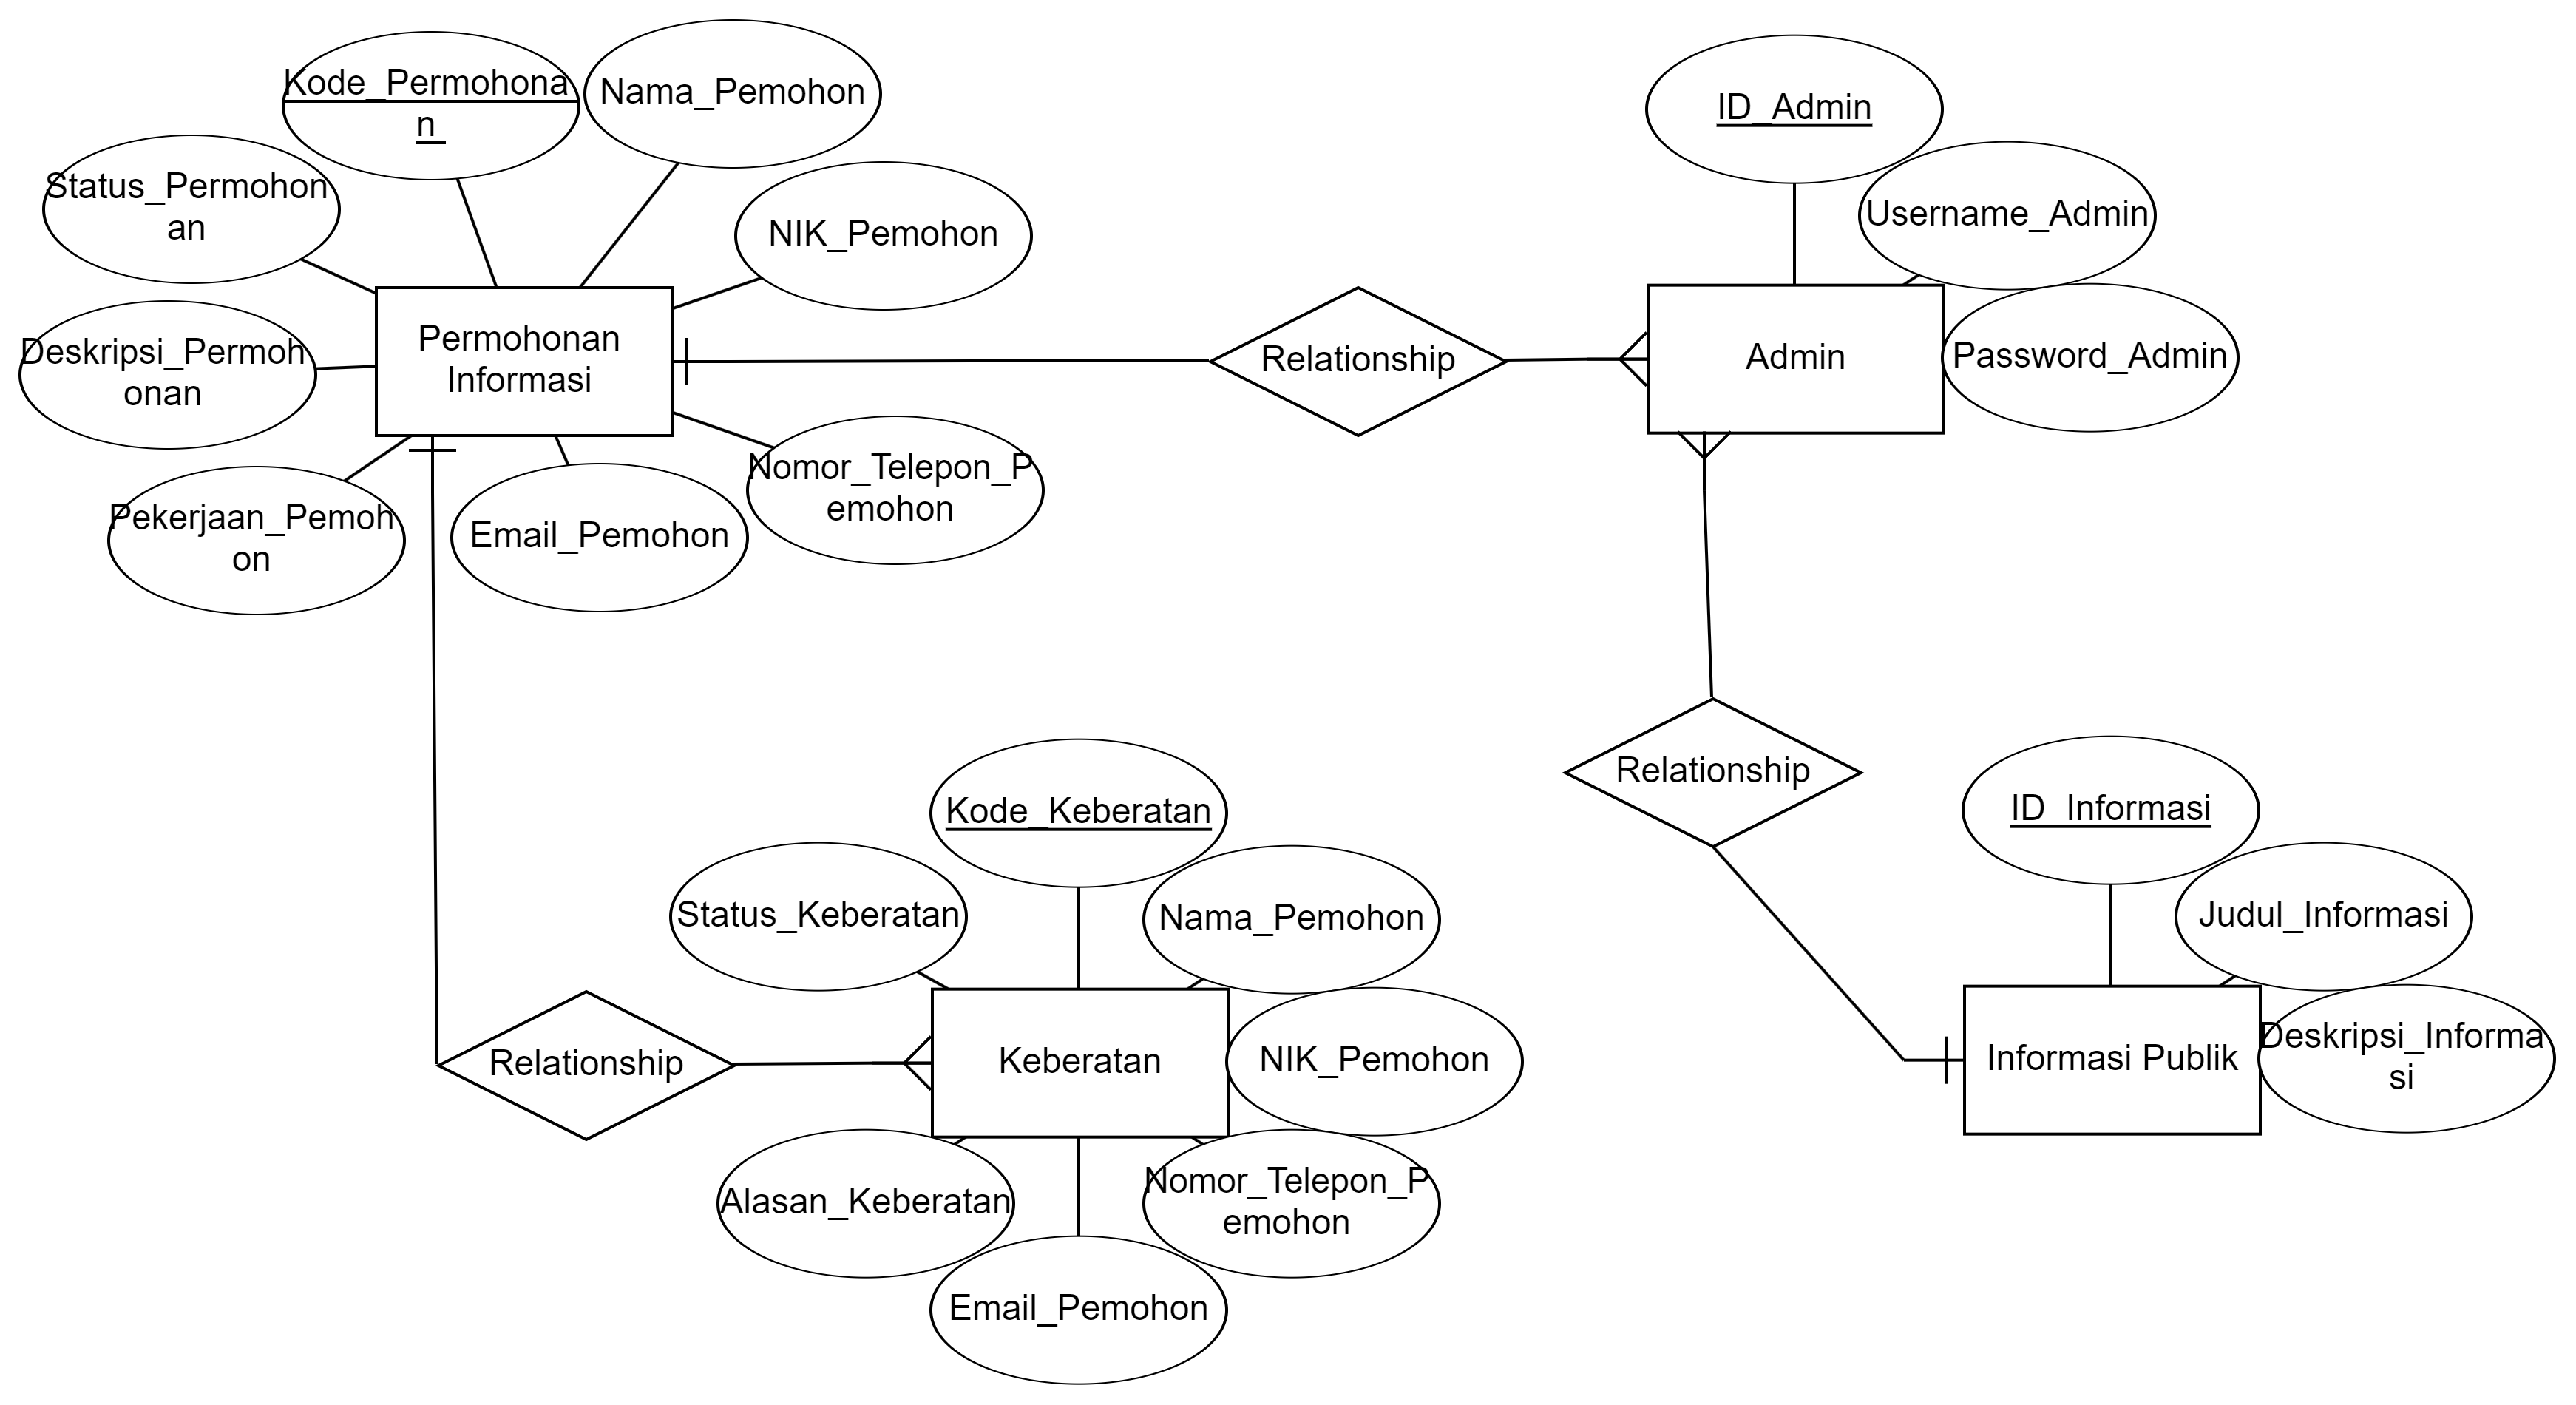 Kode_Permohona
n
Nama_Pemohon
Status_Permohon
an
NIK_Pemohon
Deskripsi_Permoh
onan
Permohonan
Informasi
Nomor_Telepon_P
emohon
Pekerjaan_Pemoh
on
Email_Pemohon
Relationship
ID_Admin
Username_Admin
Admin
Password_Admin
Relationship
Relationship
Kode_Keberatan
Status_Keberatan
Nama_Pemohon
Keberatan
NIK_Pemohon
Alasan_Keberatan
Nomor_Telepon_P
emohon
Email_Pemohon
ID_Informasi
Judul_Informasi
Informasi Publik
Deskripsi_Informa
si